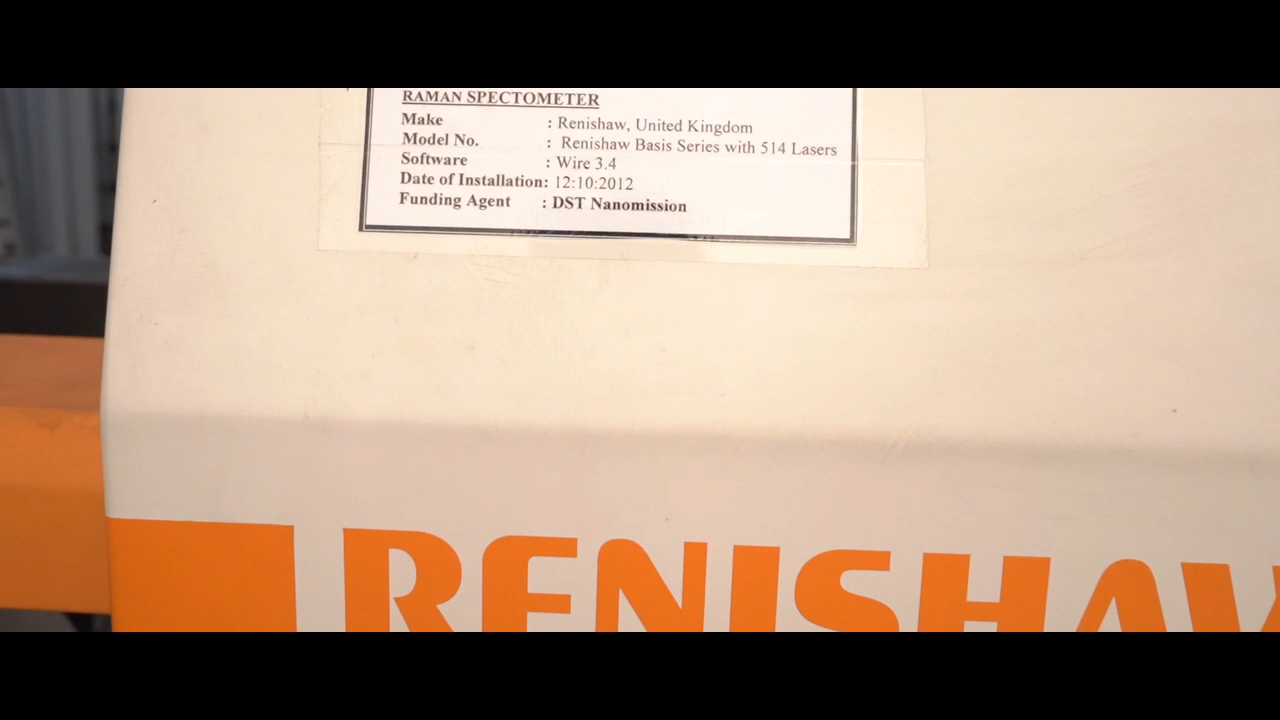 RAMAN SPECTOMETER
Make : Renishaw, United Kingdom
Model No. : Renishaw Basis Series with 514 Lasers
Software : Wire 3.4
Date of Installation: 12:10:2012
Funding Agent : DST Nanomission
RENISHAW